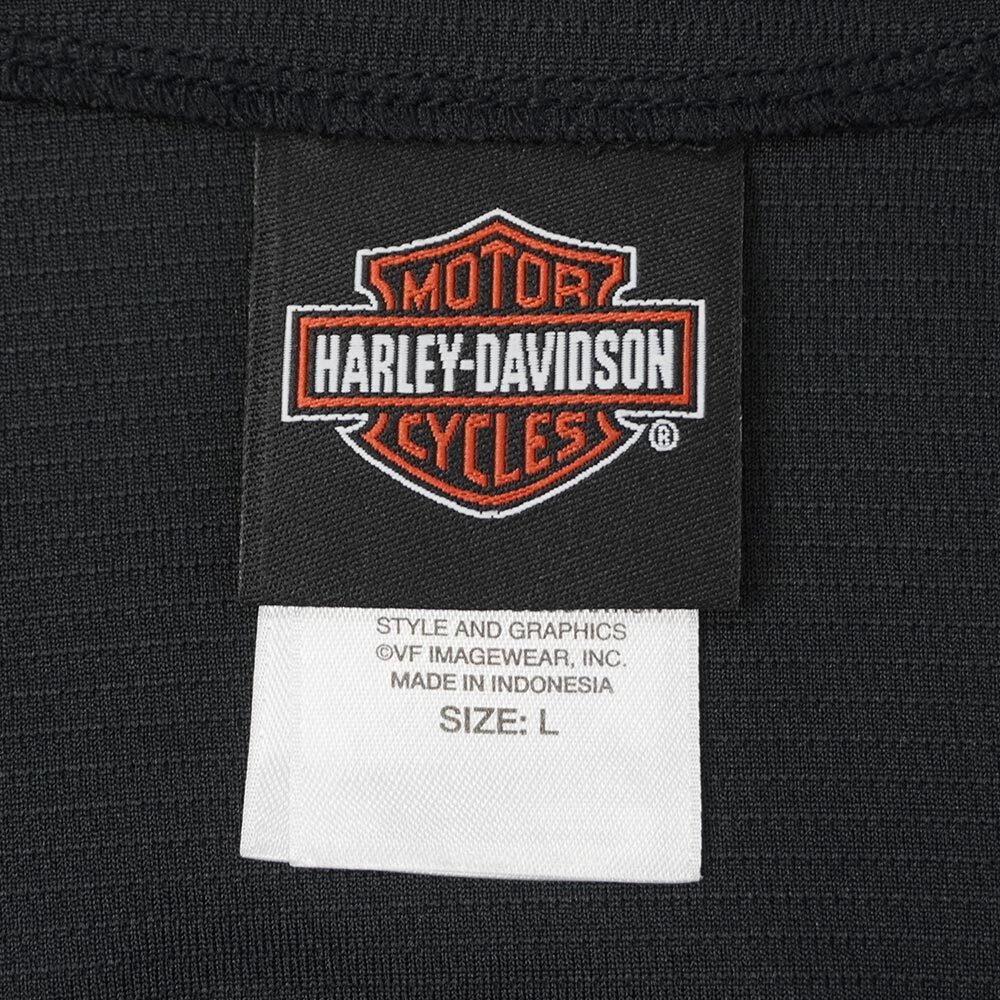 MOTOR
HARLEY-DAVIDSON
CYCLES
®
STYLE AND GRAPHICS
©VF IMAGEWEAR, INC.
MADE IN INDONESIA
SIZE: L